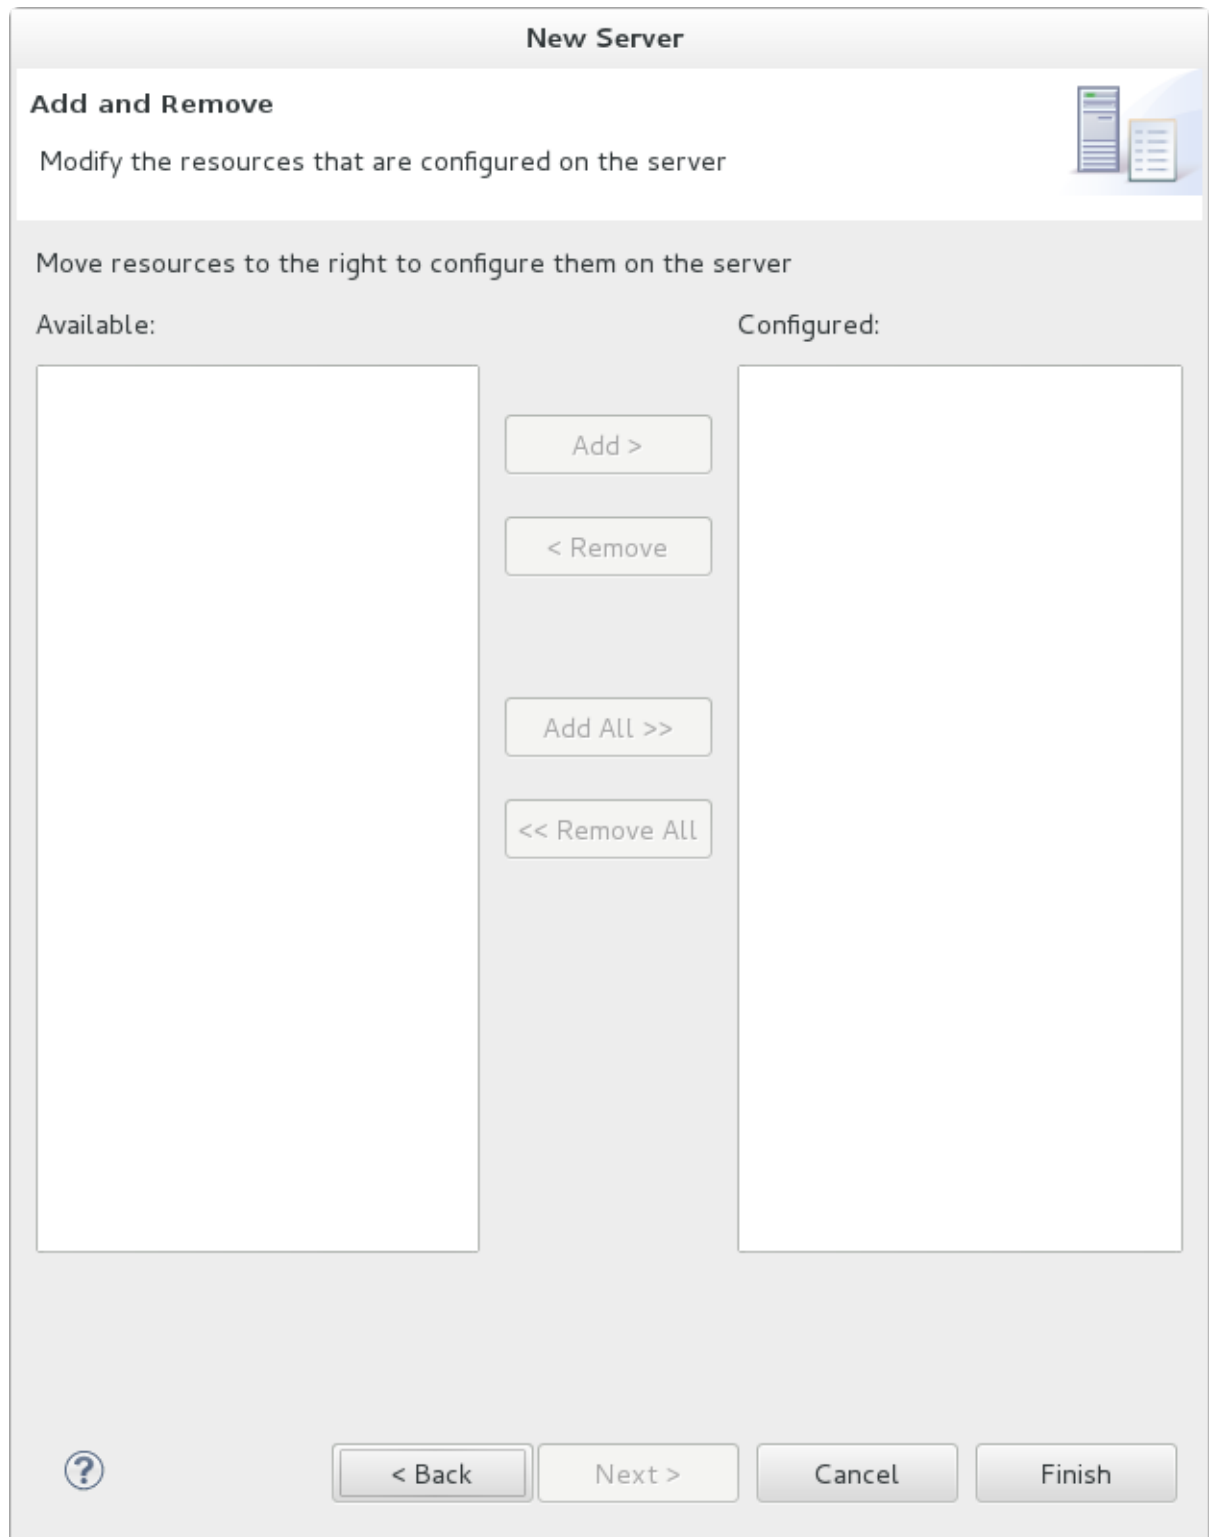 New Server
Add and Remove
Modify the resources that are configured on the server
Move resources to the right to configure them on the server
Available:
Configured:
Add >
< Remove
Add All >>
<< Remove All
?
< Back
Next >
Cancel
Finish